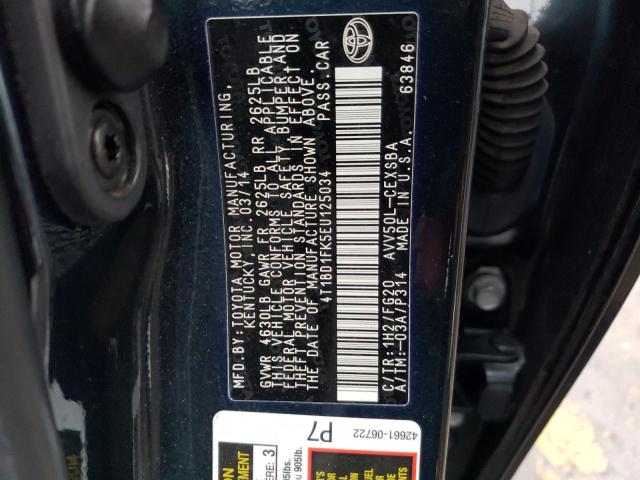 MFD.BY:TOYOTA MOTOR MANUFACTURING,
KENTUCKY, INC. 03/14
GVWR 4630LB GAWR FR 2625LB RR 2625LB
THIS VEHICLE CONFORMS TO ALL APPLICABLE
FEDERAL MOTOR VEHICLE SAFETY, BUMPER AND
THEFT PREVENTION STANDARDS IN EFFECT ON
THE DATE OF MANUFACTURE SHOWN ABOVE.
4T1BD1FK5EU125034 PASS.CAR
C/TR:1H2/FG20 AVV50L-CEXSBA
A/TM:-03A/P314 MADE IN U.S.A. 63846
42661-06722
P7